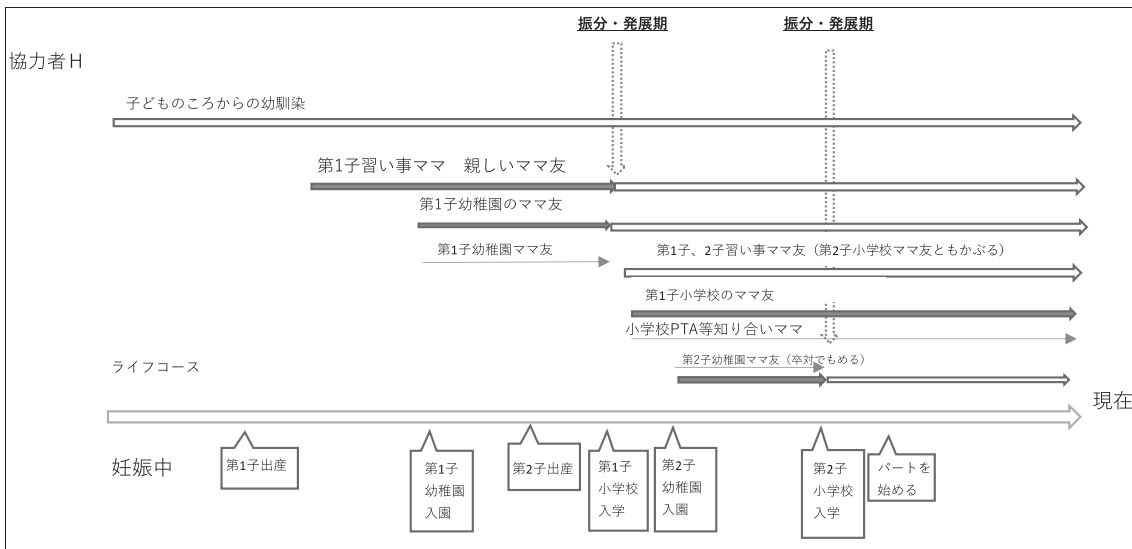 振分・発展期
振分・発展期
協力者H
子どものころからの幼馴染
第1子習い事ママ　親しいママ友
第1子幼稚園のママ友
第1子幼稚園ママ友
第1子、2子習い事ママ友（第2子小学校ママ友ともかぶる）
第1子小学校のママ友
小学校PTA等知り合いママ
第2子幼稚園ママ友（卒対でもめる）
ライフコース
現在
妊娠中
第1子出産
第1子
幼稚園
入園
第2子出産
第1子
小学校
入学
第2子
幼稚園
入園
第2子
小学校
入学
パートを
始める